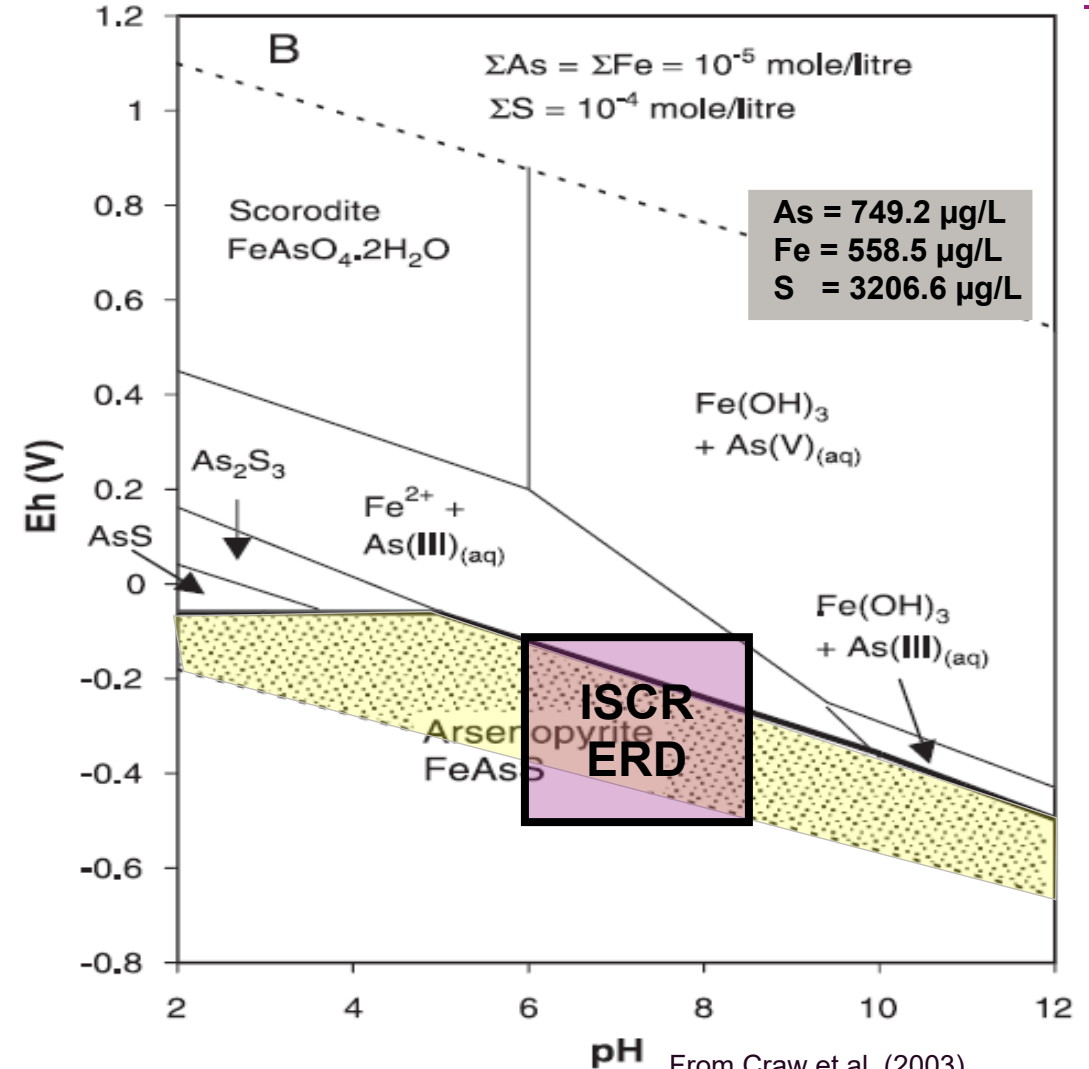 1.2
1
0.8
0.6
0.4
0.2
0
-0.2
-0.4
-0.6
-0.8
Eh (V)
B
ΣAs = ΣFe = 10⁻⁵ mole/litre
ΣS = 10⁻⁴ mole/litre
As = 749.2 µg/L
Fe = 558.5 µg/L
S = 3206.6 µg/L
Scorodite
FeAsO₄.2H₂O
Fe(OH)₃
+ As(V)₍aq₎
As₂S₃
AsS
Fe²⁺ +
As(III)₍aq₎
Fe(OH)₃
+ As(III)₍aq₎
Arsenopyrite
FeAsS
ISCR
ERD
2
4
6
8
10
12
pH
From Craw et al. (2003)